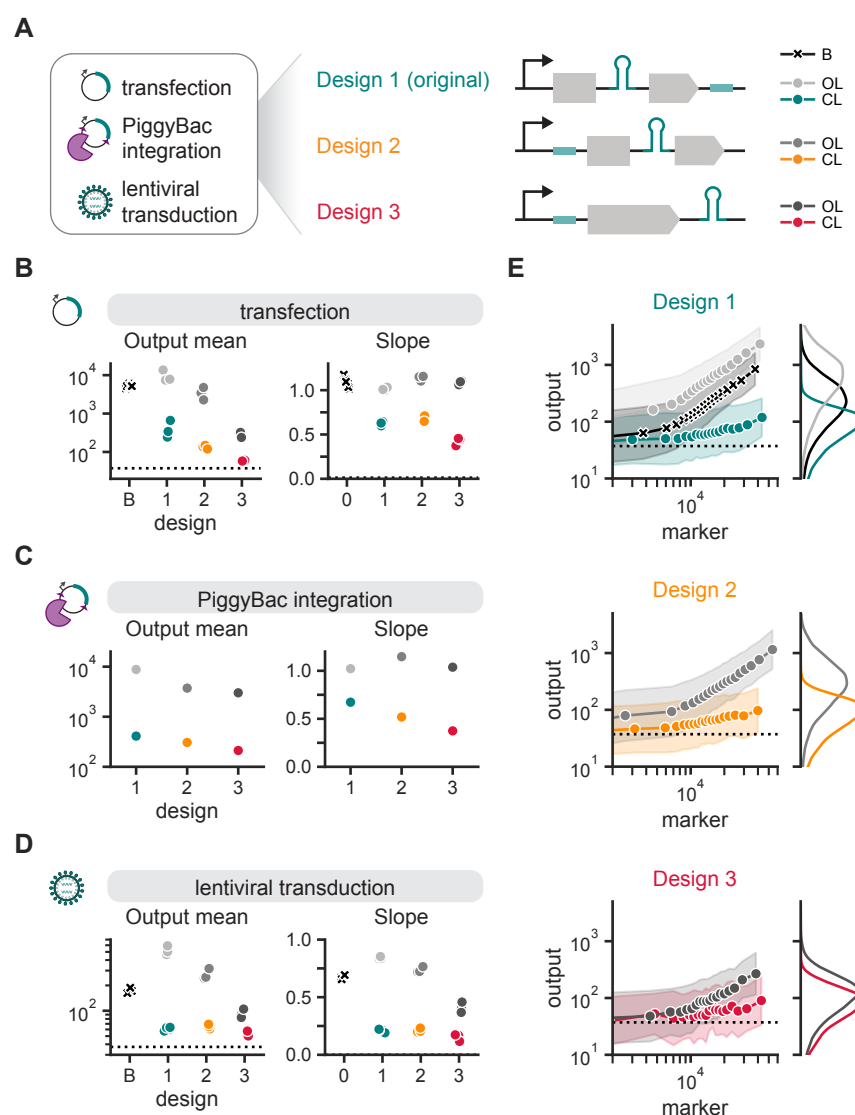 A
transfection
PiggyBac
integration
lentiviral
transduction
Design 1 (original)
Design 2
Design 3
B
OL
CL
OL
CL
OL
CL
B
transfection
Output mean
Slope
10⁴
10³
10²
B 1 2 3
design
1.0
0.5
0.0
0 1 2 3
C
PiggyBac integration
Output mean
Slope
10⁴
10³
10²
1 2 3
design
1.0
0.5
0.0
1 2 3
D
lentiviral transduction
Output mean
Slope
10²
B 1 2 3
design
1.0
0.5
0.0
0 1 2 3
E
Design 1
output
10³
10²
10¹
10⁴
marker
Design 2
output
10³
10²
10¹
10⁴
marker
Design 3
output
10³
10²
10¹
10⁴
marker